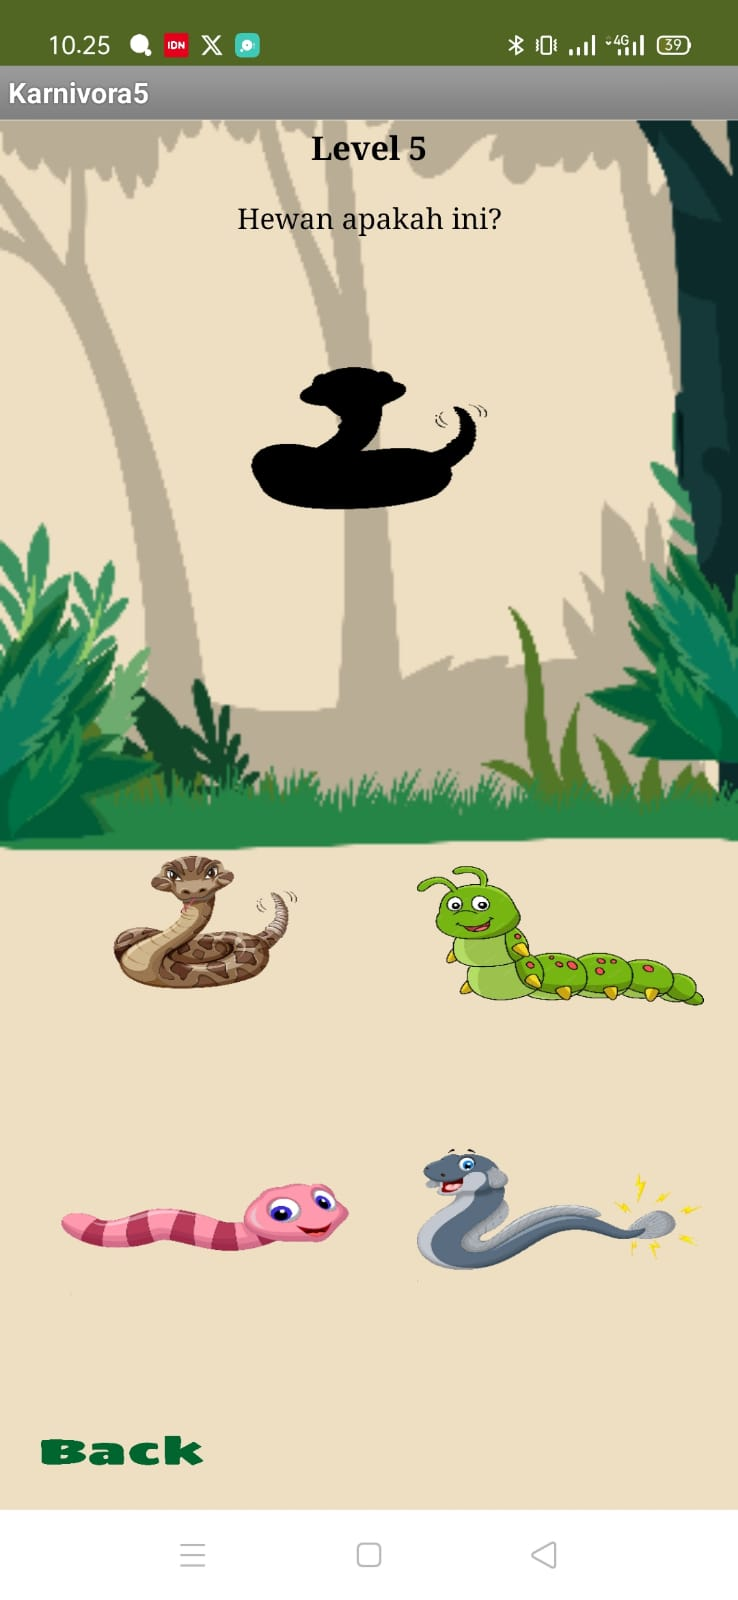 10.25 IDN X 4G 39
Karnivora5
Level 5
Hewan apakah ini?
Back